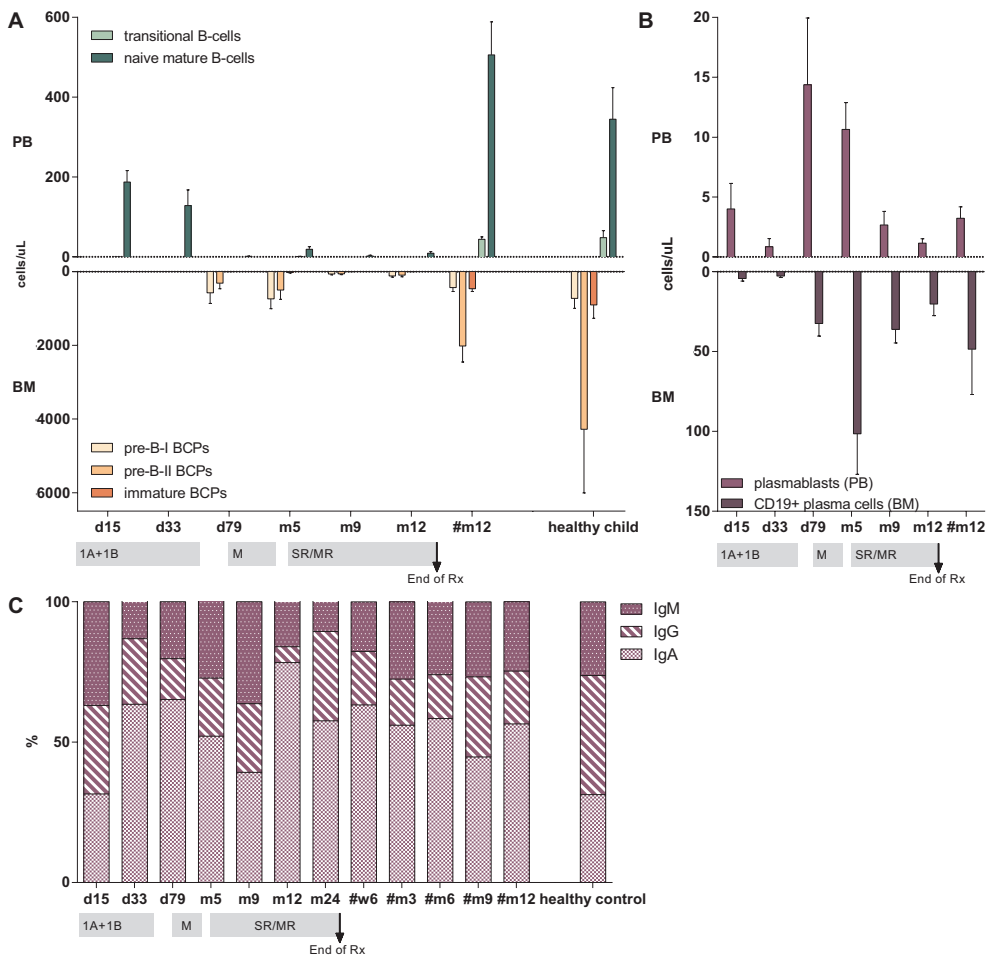 A
600
400
200
0
PB
transitional B-cells
naive mature B-cells
cells/uL
0
2000
4000
6000
BM
pre-B-I BCPs
pre-B-II BCPs
immature BCPs
d15 d33 d79 m5 m9 m12 #m12 healthy child
1A+1B M SR/MR
End of Rx
B
20
15
10
5
0
PB
cells/uL
0
50
100
150
BM
plasmablasts (PB)
CD19+ plasma cells (BM)
d15 d33 d79 m5 m9 m12 #m12
1A+1B M SR/MR
End of Rx
C
100
50
0
%
IgM
IgG
IgA
d15 d33 d79 m5 m9 m12 m24 #w6 #m3 #m6 #m9 #m12 healthy control
1A+1B M SR/MR
End of Rx